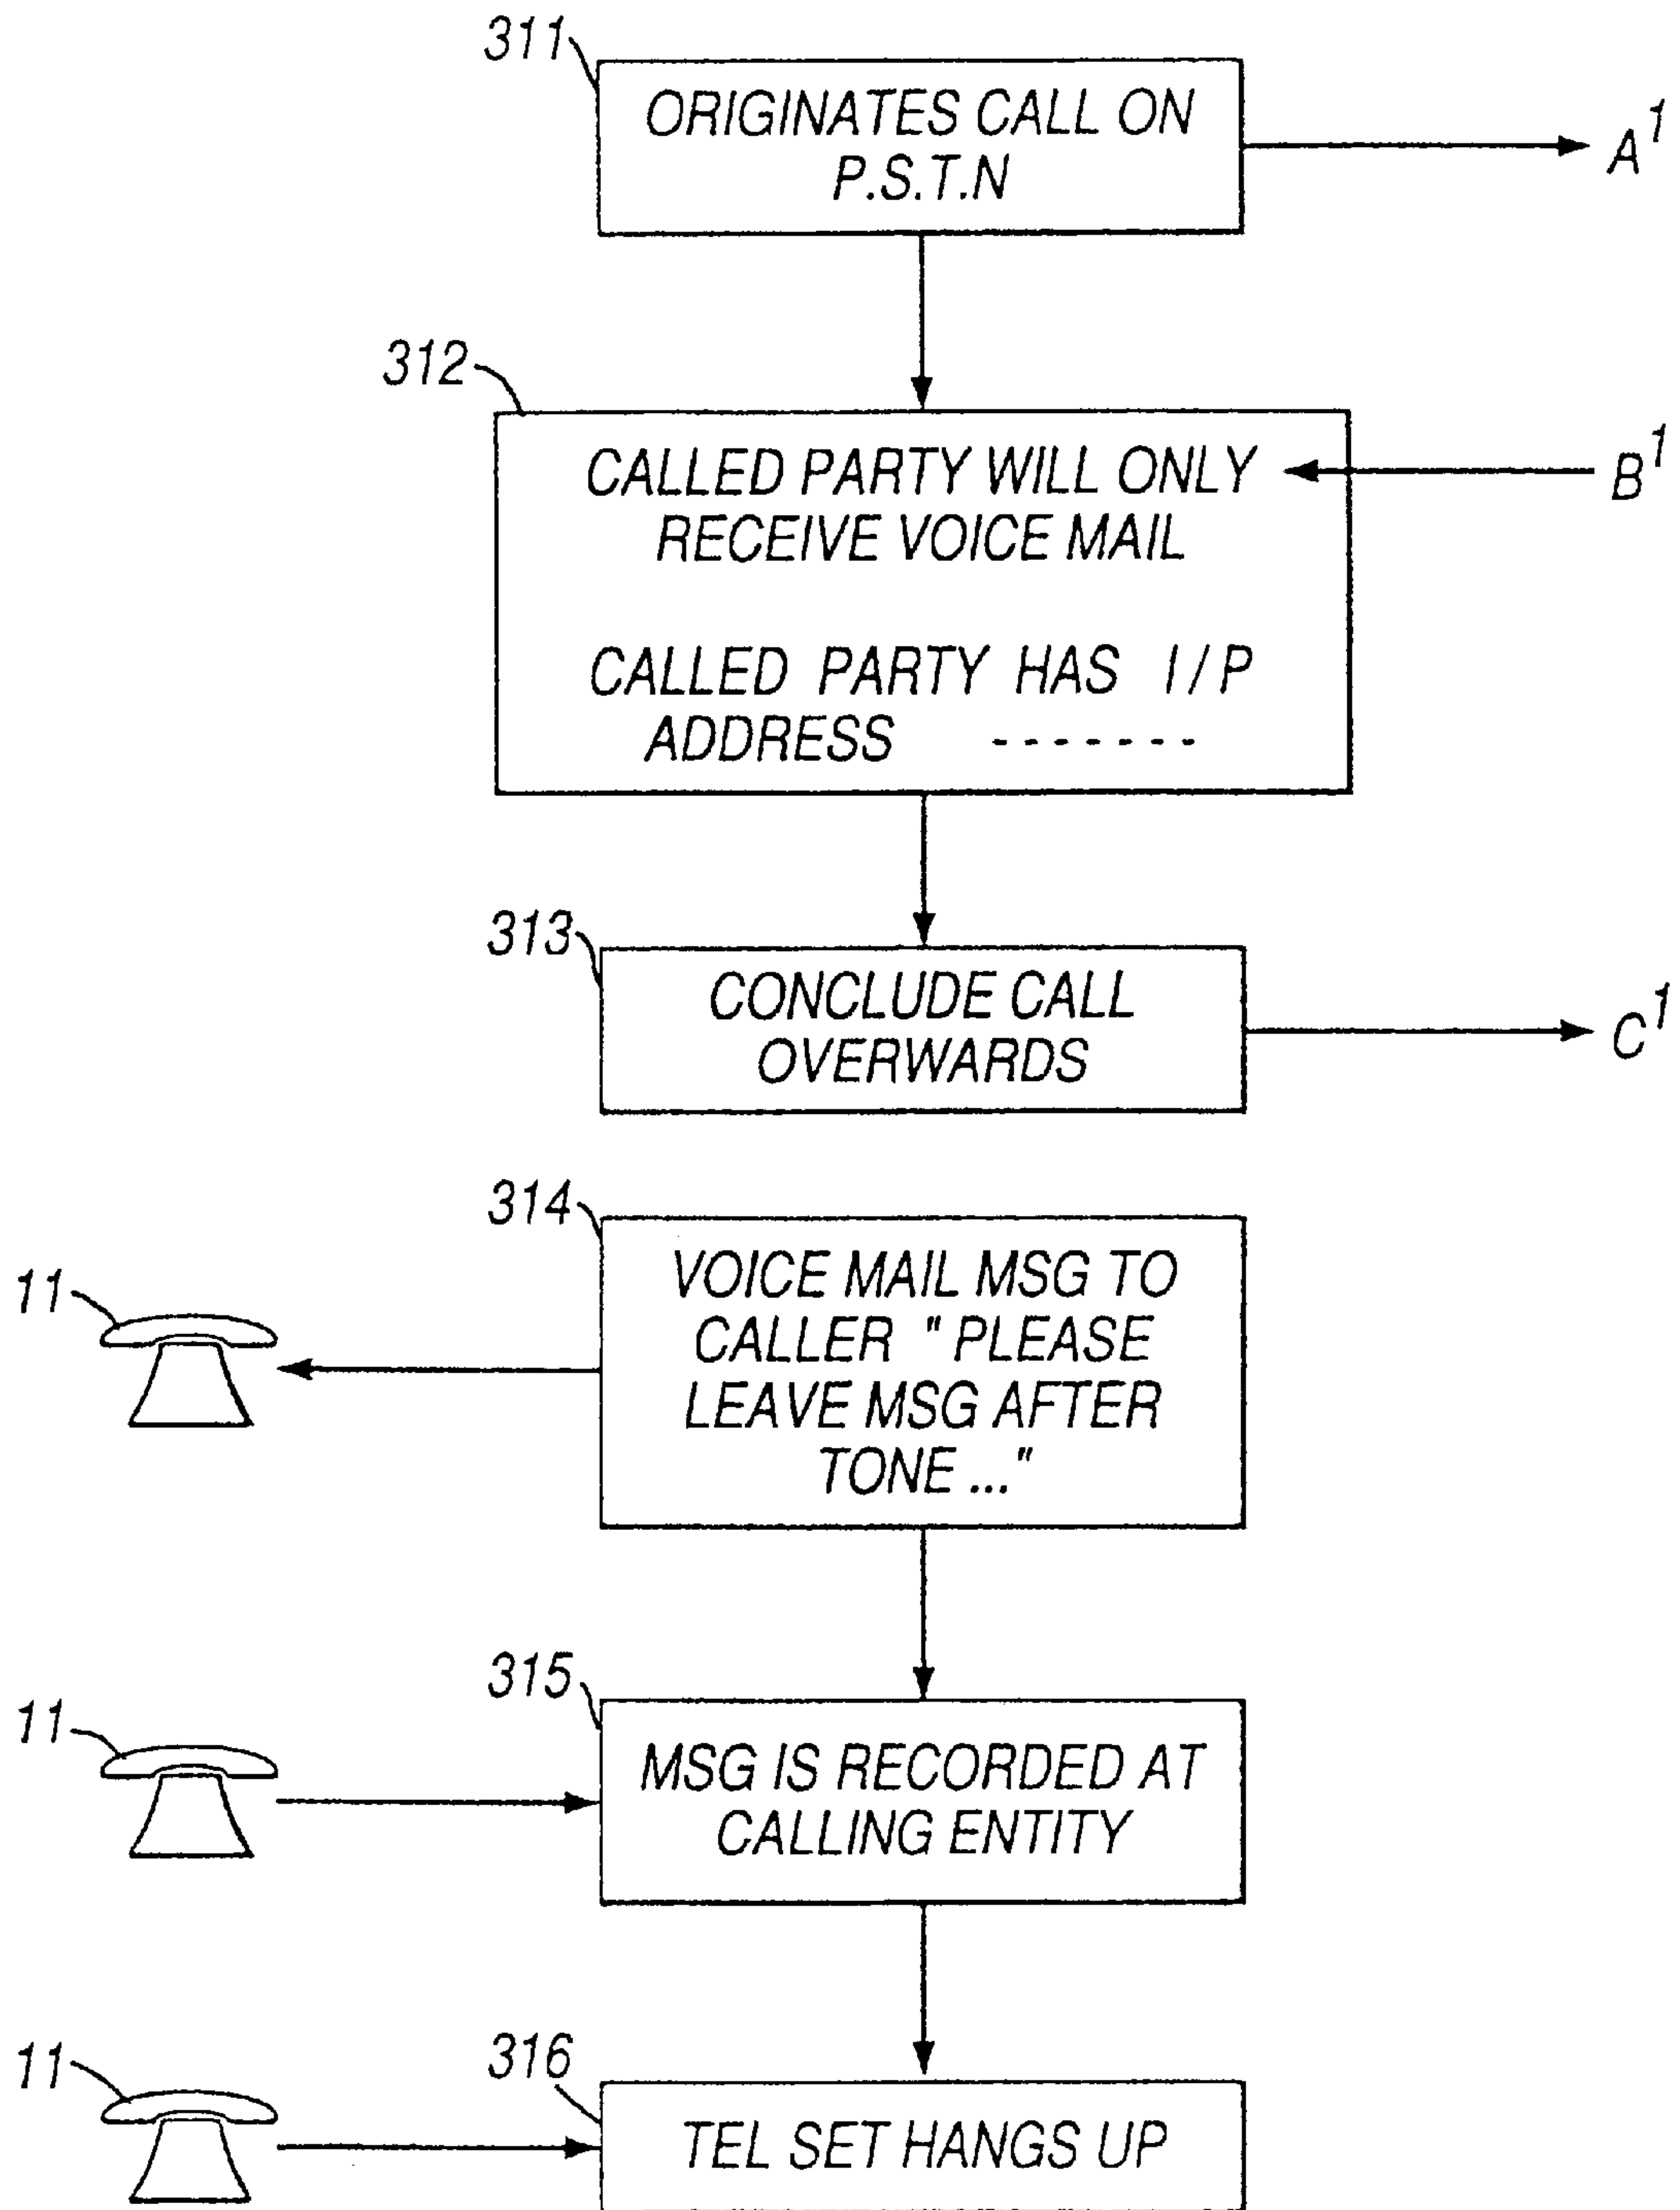 311
ORIGINATES CALL ON
P.S.T.N
A1
312
CALLED PARTY WILL ONLY
RECEIVE VOICE MAIL
B1
CALLED PARTY HAS I/P
ADDRESS -------
313
CONCLUDE CALL
OVERWARDS
C1
314
VOICE MAIL MSG TO
CALLER " PLEASE
LEAVE MSG AFTER
TONE ..."
11
315
MSG IS RECORDED AT
CALLING ENTITY
11
316
TEL SET HANGS UP
11